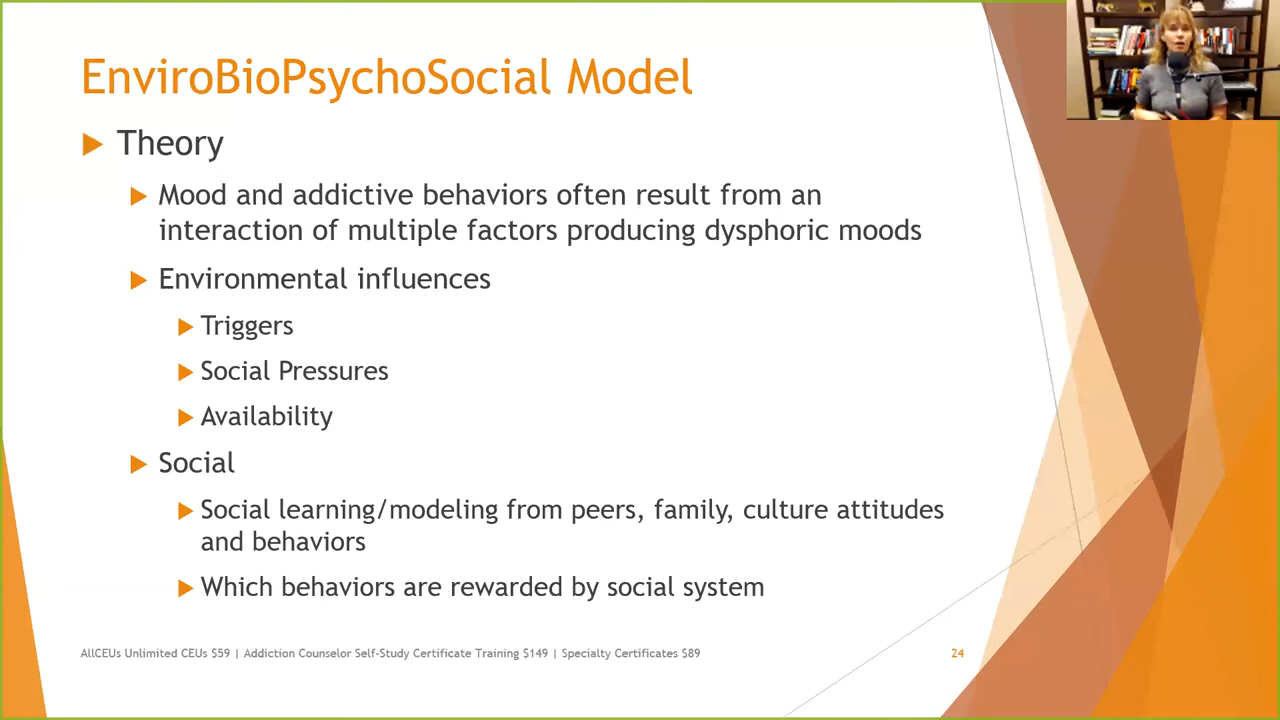 EnviroBioPsychoSocial Model
Theory
Mood and addictive behaviors often result from an
interaction of multiple factors producing dysphoric moods
Environmental influences
Triggers
Social Pressures
Availability
Social
Social learning/modeling from peers, family, culture attitudes
and behaviors
Which behaviors are rewarded by social system
AllCEUs Unlimited CEUs $59 | Addiction Counselor Self-Study Certificate Training $149 | Specialty Certificates $89
24